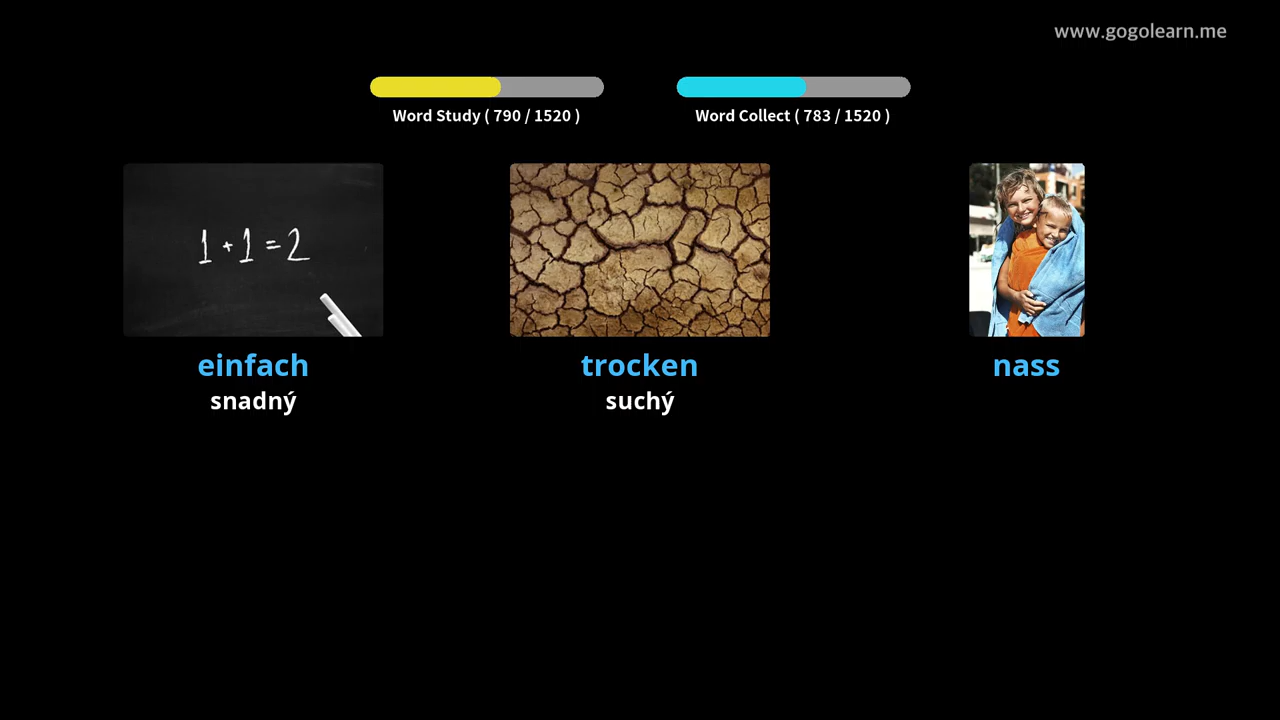 www.gogolearn.me
Word Study ( 790 / 1520 )
Word Collect ( 783 / 1520 )
1 + 1 = 2
einfach
trocken
nass
snadný
suchý